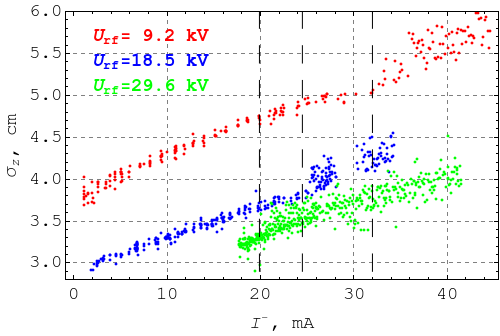 6.0
U_rf= 9.2 kV
U_rf=18.5 kV
U_rf=29.6 kV
5.5
5.0
4.5
4.0
3.5
3.0
σ_z, cm
0 10 20 30 40
I⁻, mA